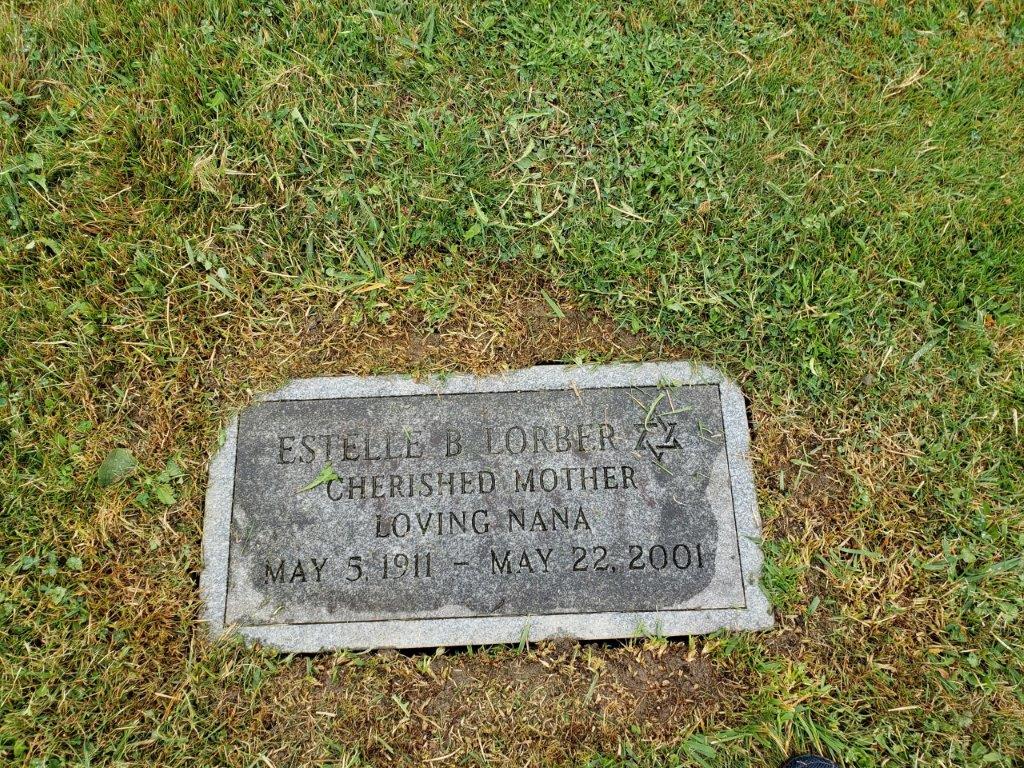 ESTELLE B LORBER
CHERISHED MOTHER
LOVING NANA
MAY 5, 1911 - MAY 22, 2001